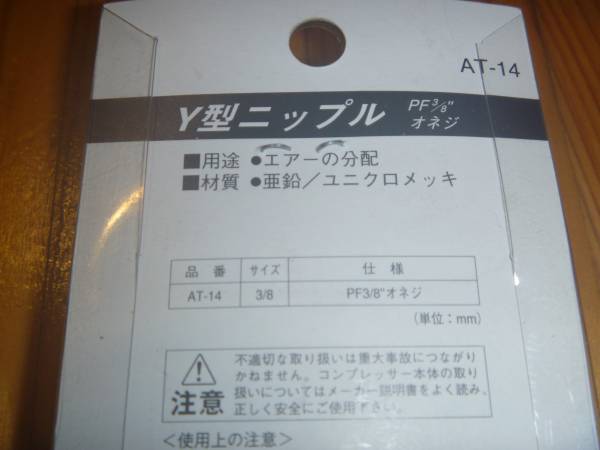 AT-14
Y型ニップル PF3/8"
オネジ
■用途 ●エアーの分配
■材質 ●亜鉛/ユニクロメッキ
品番 サイズ 仕様
AT-14 3/8 PF3/8"オネジ
(単位:mm)
不適切な取り扱いは重大事故につながり
かねません。コンプレッサー本体の取り
扱いについてはメーカー説明書をよく読み、
正しく安全にご使用下さい。
注意
<使用上の注意>